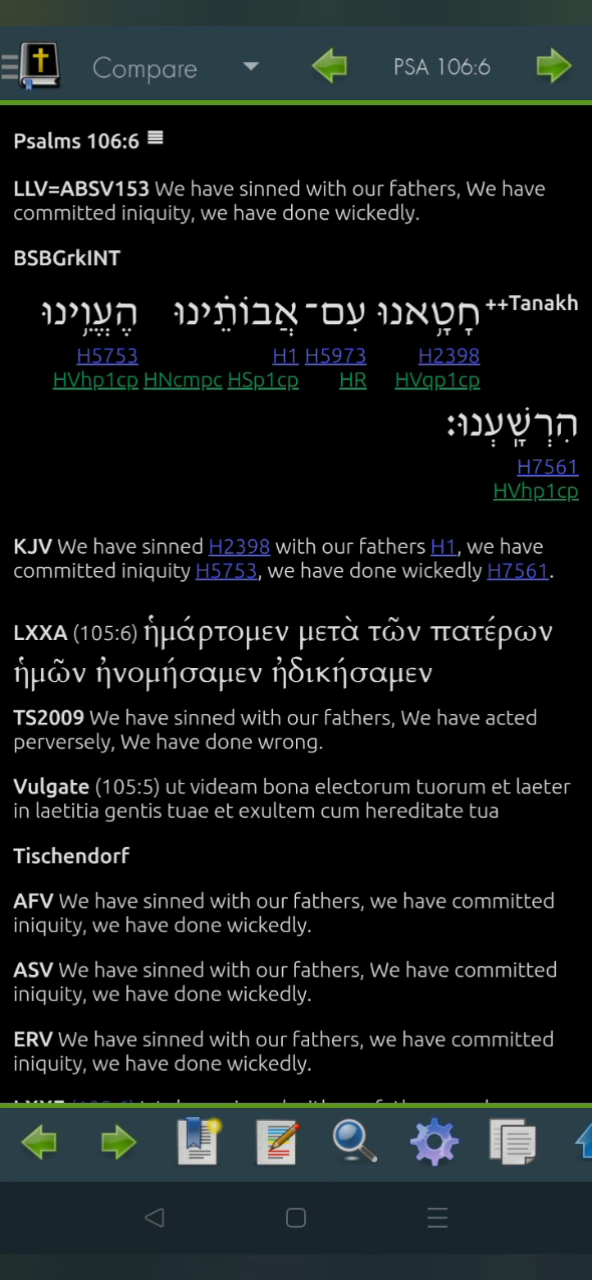 Compare PSA 106:6
Psalms 106:6
LLV=ABSV153 We have sinned with our fathers, We have
committed iniquity, we have done wickedly.
BSBGrkINT
++Tanakh חָטָ֥אנוּ עִם־ אֲבוֹתֵ֗ינוּ הֶעֱוִ֥ינוּ
H2398 H5973 H1 H5753
HVqp1cp HR HSp1cp HNcmpc HVhp1cp
הִרְשָֽׁעְנוּ׃
H7561
HVhp1cp
KJV We have sinned H2398 with our fathers H1, we have
committed iniquity H5753, we have done wickedly H7561.
LXXA (105:6) ἡμάρτομεν μετὰ τῶν πατέρων
ἡμῶν ἠνομήσαμεν ἠδικήσαμεν
TS2009 We have sinned with our fathers, We have acted
perversely, We have done wrong.
Vulgate (105:5) ut videam bona electorum tuorum et laeter
in laetitia gentis tuae et exultem cum hereditate tua
Tischendorf
AFV We have sinned with our fathers, we have committed
iniquity, we have done wickedly.
ASV We have sinned with our fathers, We have committed
iniquity, we have done wickedly.
ERV We have sinned with our fathers, we have committed
iniquity, we have done wickedly.